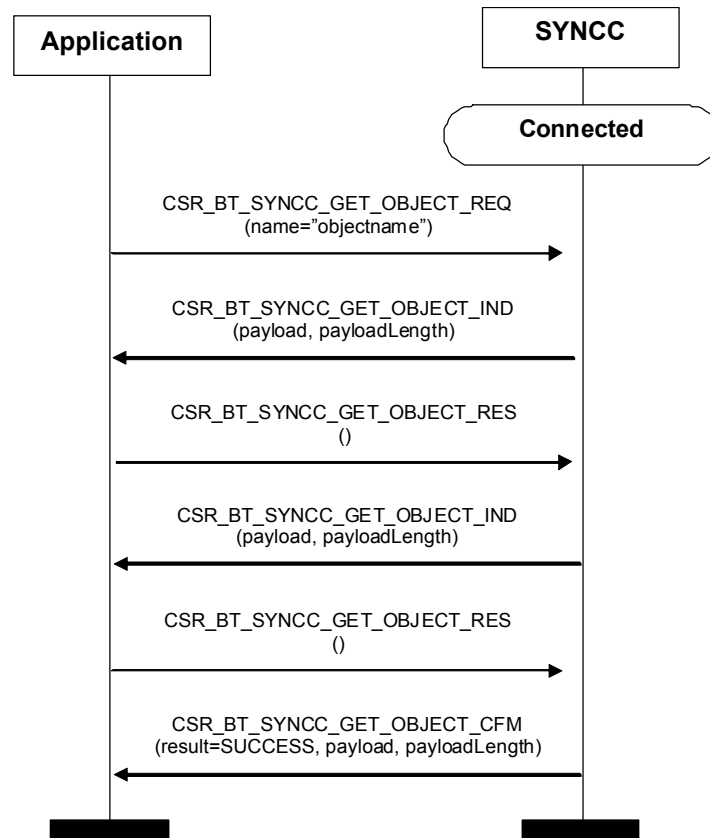 Application
SYNCC
Connected
CSR_BT_SYNCC_GET_OBJECT_REQ
(name=”objectname”)
CSR_BT_SYNCC_GET_OBJECT_IND
(payload, payloadLength)
CSR_BT_SYNCC_GET_OBJECT_RES
()
CSR_BT_SYNCC_GET_OBJECT_IND
(payload, payloadLength)
CSR_BT_SYNCC_GET_OBJECT_RES
()
CSR_BT_SYNCC_GET_OBJECT_CFM
(result=SUCCESS, payload, payloadLength)